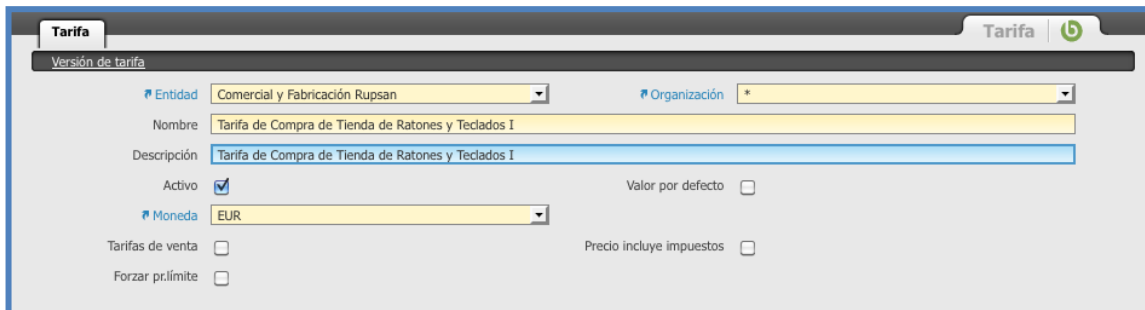 Tarifa
Tarifa
Versión de tarifa
Entidad Comercial y Fabricación Rupsan Organización *
Nombre Tarifa de Compra de Tienda de Ratones y Teclados I
Descripción Tarifa de Compra de Tienda de Ratones y Teclados I
Activo Valor por defecto
Moneda EUR
Tarifas de venta Precio incluye impuestos
Forzar pr.límite